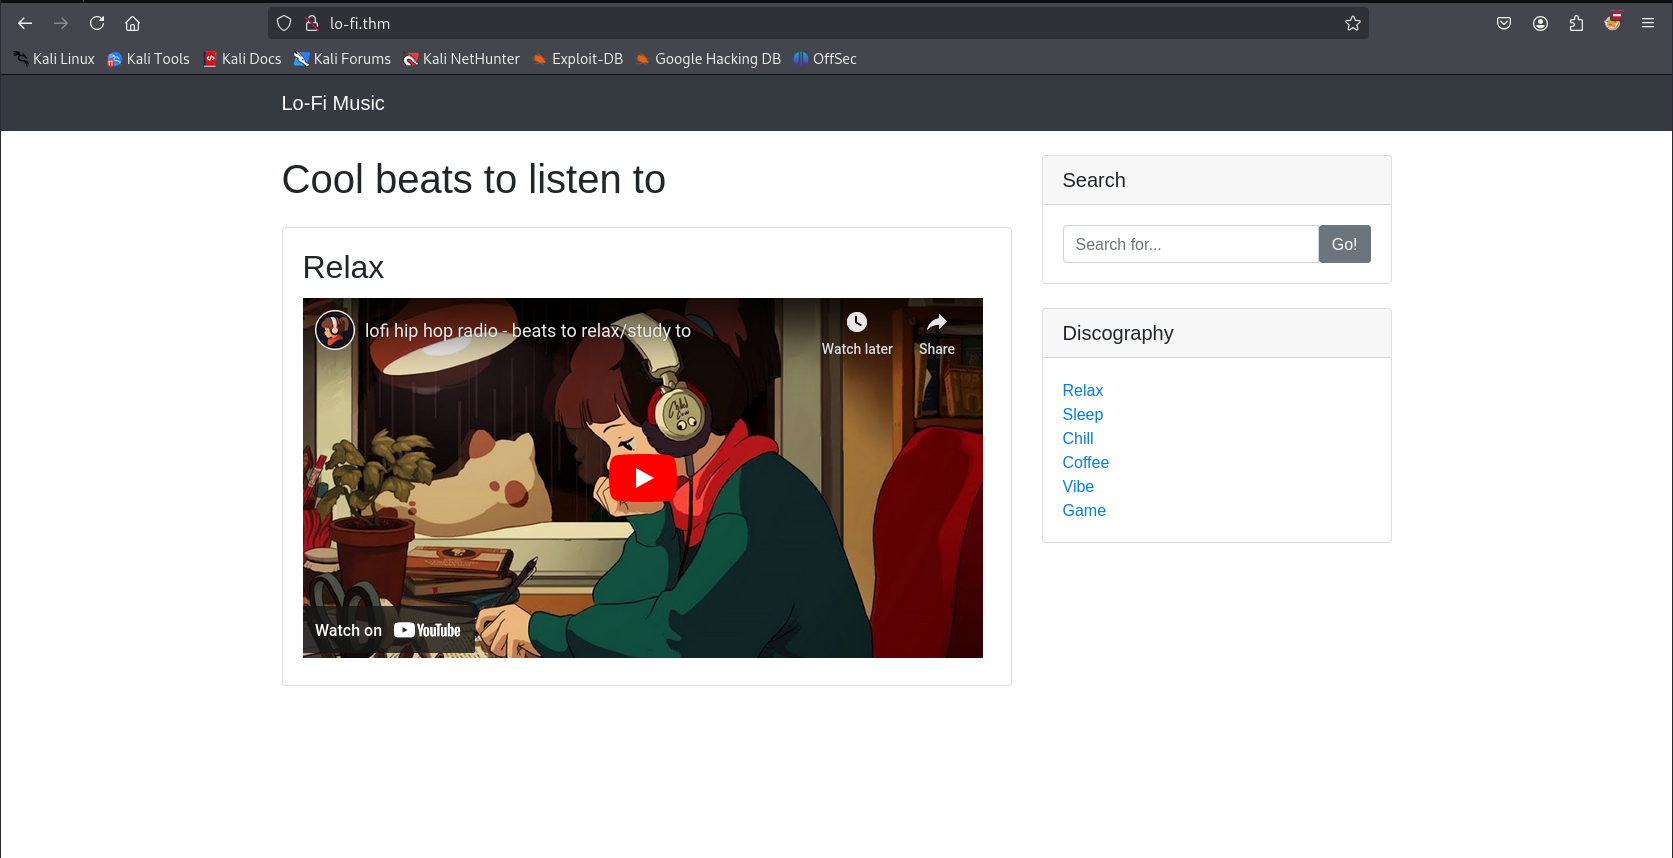 lo-fi.thm
Kali Linux Kali Tools Kali Docs Kali Forums Kali NetHunter Exploit-DB Google Hacking DB OffSec
Lo-Fi Music
Cool beats to listen to
Relax
lofi hip hop radio - beats to relax/study to
Watch later
Share
Watch on YouTube
Search
Search for...
Go!
Discography
Relax
Sleep
Chill
Coffee
Vibe
Game